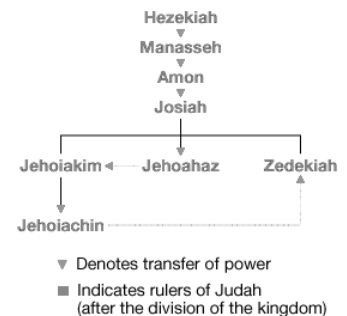 Hezekiah
Manasseh
Amon
Josiah
Jehoiakim Jehoahaz Zedekiah
Jehoiachin
Denotes transfer of power
Indicates rulers of Judah
(after the division of the kingdom)